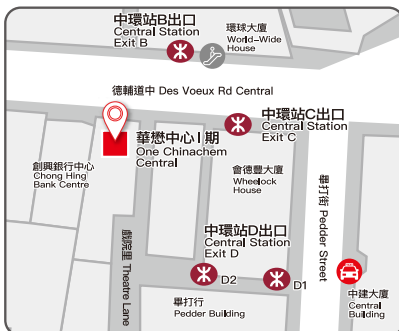 中環站B出口
Central Station
Exit B
環球大廈
World-Wide
House
德輔道中 Des Voeux Rd Central
中環站C出口
Central Station
Exit C
華懋中心I期
One Chinachem
Central
創興銀行中心
Chong Hing
Bank Centre
會德豐大廈
Wheelock
House
畢打街 Pedder Street
戲院里 Theatre Lane
中環站D出口
Central Station
Exit D
D2
D1
畢打行
Pedder Building
中建大廈
Central
Building